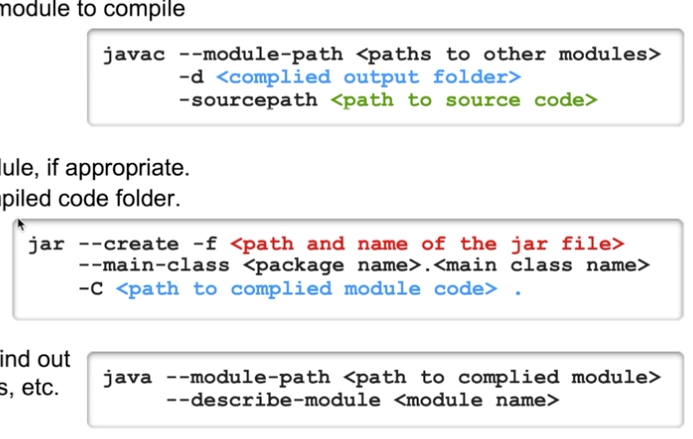 module to compile
javac --module-path <paths to other modules>
-d <complied output folder>
-sourcepath <path to source code>
ule, if appropriate.
piled code folder.
jar --create -f <path and name of the jar file>
--main-class <package name>.<main class name>
-C <path to complied module code> .
ind out
s, etc.
java --module-path <path to complied module>
--describe-module <module name>